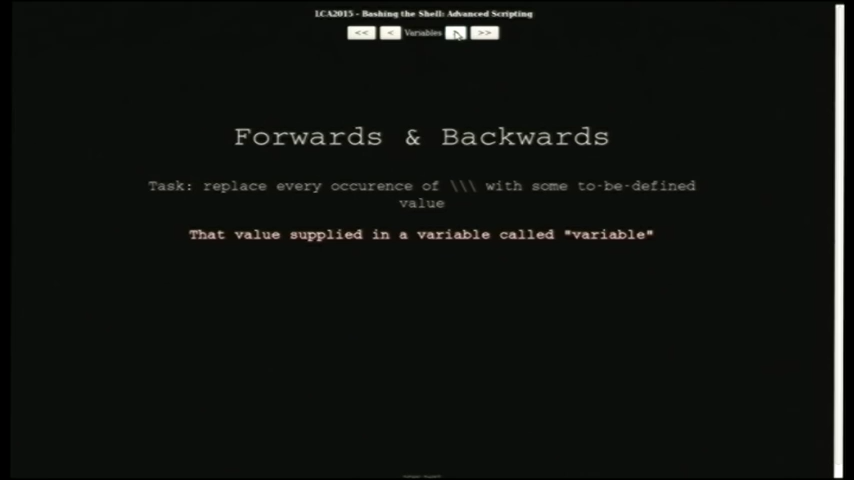 LCA2015 - Bashing the Shell: Advanced Scripting
<< < Variables > >>
Forwards & Backwards
Task: replace every occurence of \\\ with some to-be-defined
value
That value supplied in a variable called "variable"